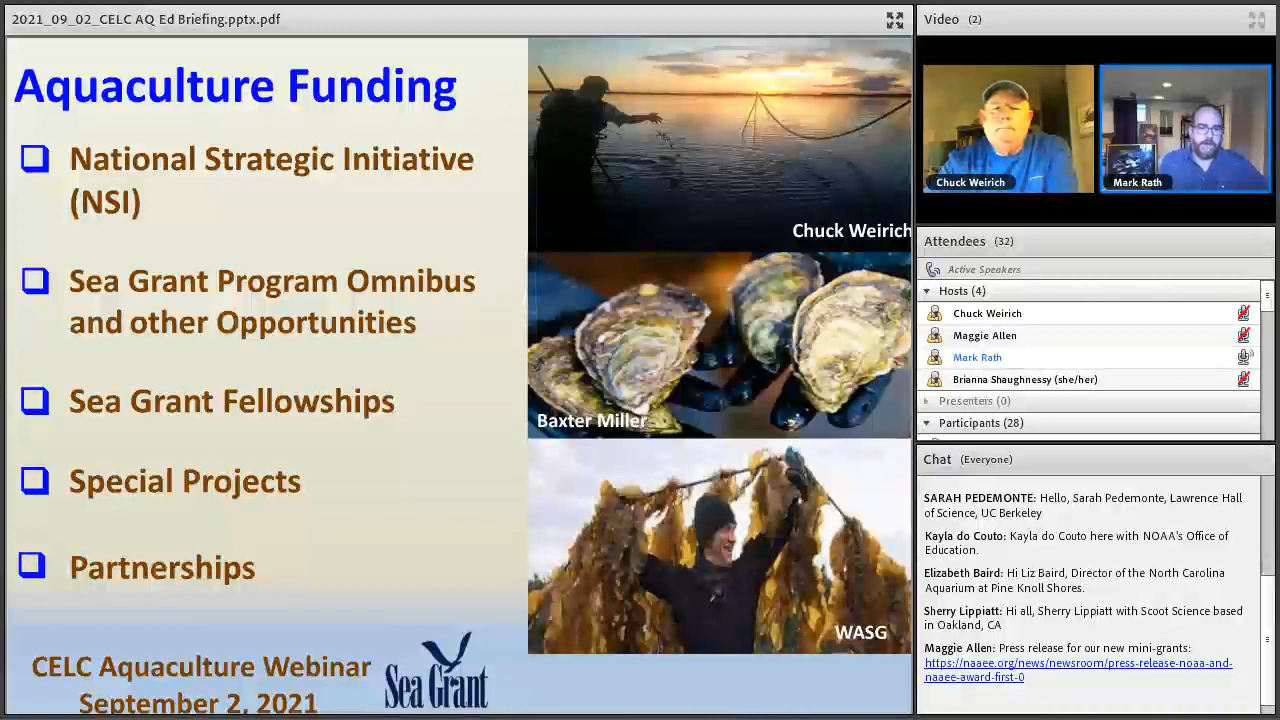 2021_09_02_CELC AQ Ed Briefing.pptx.pdf
Aquaculture Funding
National Strategic Initiative
(NSI)
Sea Grant Program Omnibus
and other Opportunities
Sea Grant Fellowships
Special Projects
Partnerships
CELC Aquaculture Webinar
September 2, 2021
Sea Grant
Chuck Weirich
Baxter Miller
WASG
Video (2)
Chuck Weirich
Mark Rath
Attendees (32)
Active Speakers
Hosts (4)
Chuck Weirich
Maggie Allen
Mark Rath
Brianna Shaughnessy (she/her)
Presenters (0)
Participants (28)
Chat (Everyone)
SARAH PEDEMONTE: Hello, Sarah Pedemonte, Lawrence Hall
of Science, UC Berkeley
Kayla do Couto: Kayla do Couto here with NOAA's Office of
Education.
Elizabeth Baird: Hi Liz Baird, Director of the North Carolina
Aquarium at Pine Knoll Shores.
Sherry Lippiatt: Hi all, Sherry Lippiatt with Scoot Science based
in Oakland, CA
Maggie Allen: Press release for our new mini-grants:
https://naaee.org/news/newsroom/press-release-noaa-and-
naaee-award-first-0